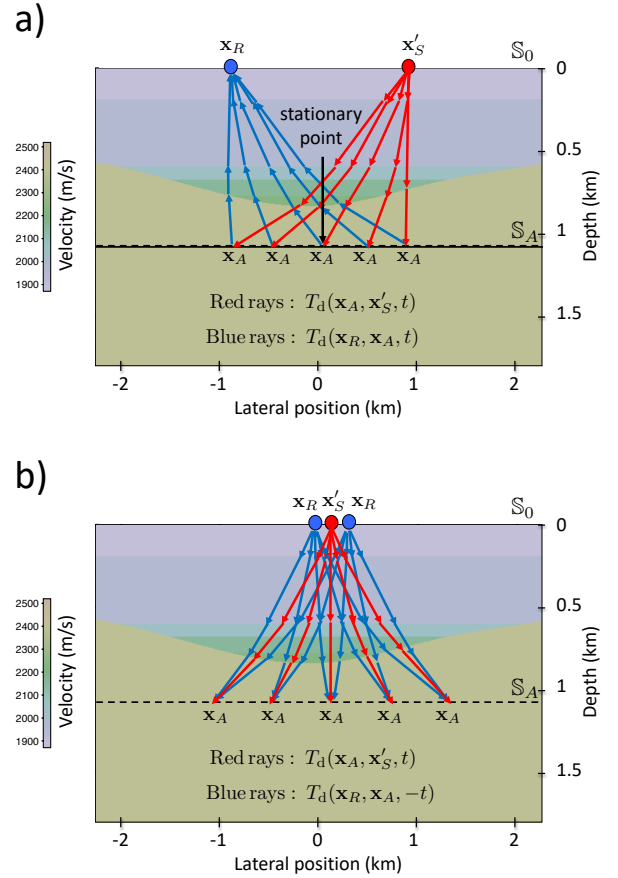 a)
x_R x′_S 𝕊_0
stationary
point
Velocity (m/s)
2500
2400
2300
2200
2100
2000
1900
0
0.5
1
1.5
Depth (km)
𝕊_A
x_A x_A x_A x_A x_A
Red rays : T_d(x_A, x′_S, t)
Blue rays : T_d(x_R, x_A, t)
-2 -1 0 1 2
Lateral position (km)
b)
x_R x′_S x_R 𝕊_0
Velocity (m/s)
2500
2400
2300
2200
2100
2000
1900
0
0.5
1
1.5
Depth (km)
𝕊_A
x_A x_A x_A x_A x_A
Red rays : T_d(x_A, x′_S, t)
Blue rays : T_d(x_R, x_A, −t)
-2 -1 0 1 2
Lateral position (km)